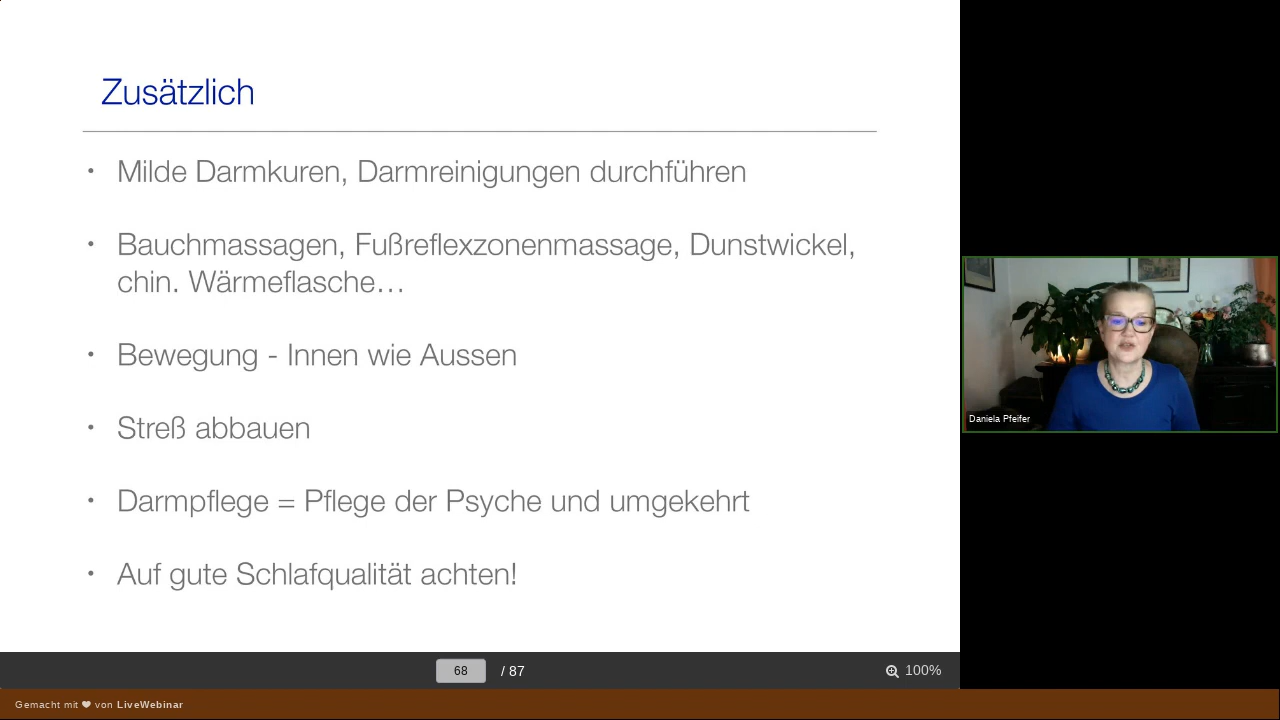 Zusätzlich
• Milde Darmkuren, Darmreinigungen durchführen
• Bauchmassagen, Fußreflexzonenmassage, Dunstwickel,
chin. Wärmeflasche…
• Bewegung - Innen wie Aussen
• Streß abbauen
• Darmpflege = Pflege der Psyche und umgekehrt
• Auf gute Schlafqualität achten!
Daniela Pfeifer
68 / 87 100%
Gemacht mit ❤ von LiveWebinar